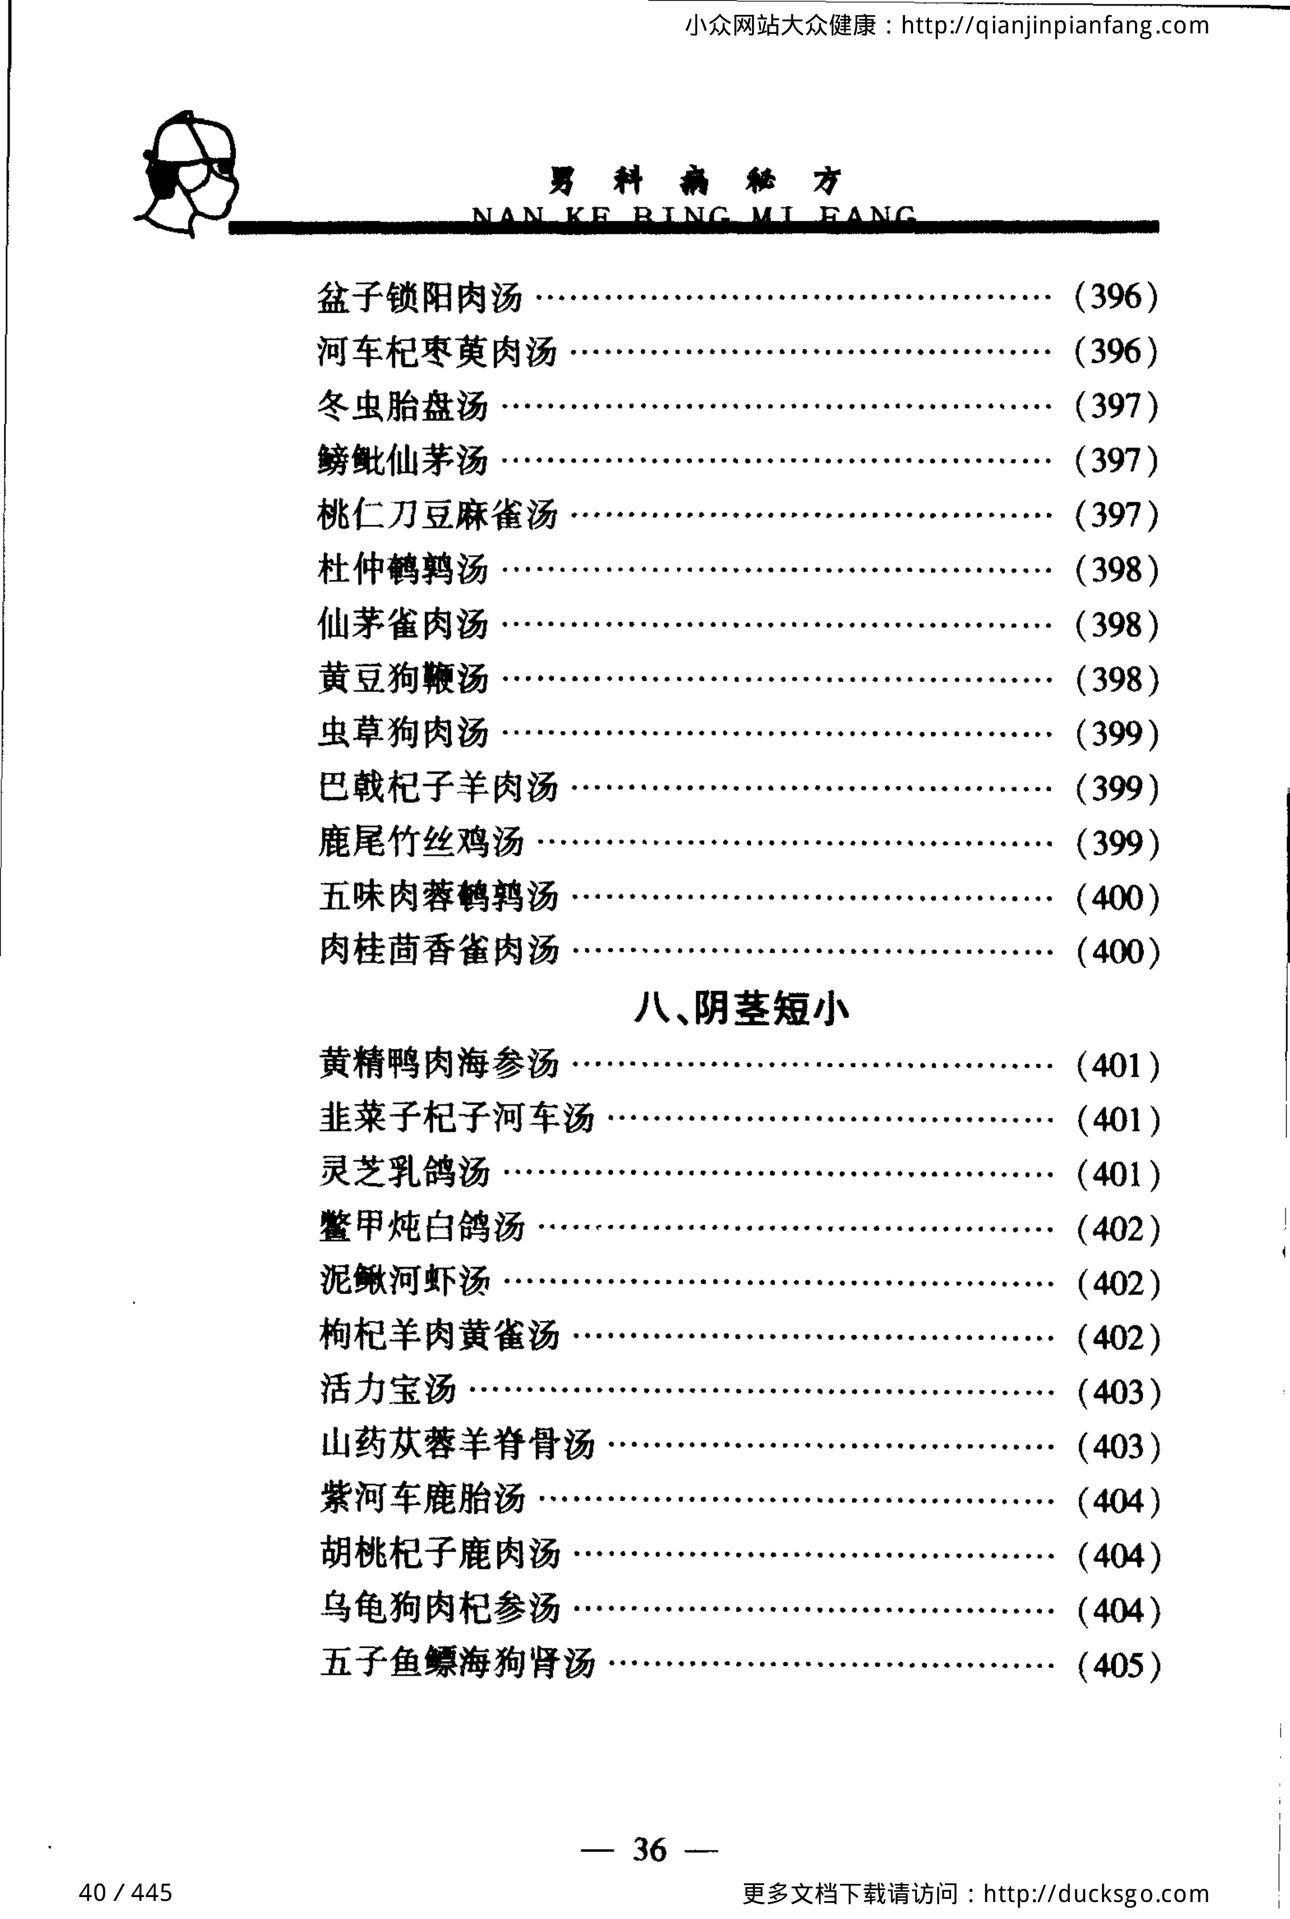 小众网站大众健康：http://qianjinpianfang.com
男科病秘方
NAN KE BING MI FANG
盆子锁阳肉汤………………………………………(396)
河车杞枣萸肉汤……………………………………(396)
冬虫胎盘汤…………………………………………(397)
鳑鲏仙茅汤…………………………………………(397)
桃仁刀豆麻雀汤……………………………………(397)
杜仲鹌鹑汤…………………………………………(398)
仙茅雀肉汤…………………………………………(398)
黄豆狗鞭汤…………………………………………(398)
虫草狗肉汤…………………………………………(399)
巴戟杞子羊肉汤……………………………………(399)
鹿尾竹丝鸡汤………………………………………(399)
五味肉蓉鹌鹑汤……………………………………(400)
肉桂茴香雀肉汤……………………………………(400)
八、阴茎短小
黄精鸭肉海参汤……………………………………(401)
韭菜子杞子河车汤…………………………………(401)
灵芝乳鸽汤…………………………………………(401)
鳖甲炖白鸽汤………………………………………(402)
泥鳅河虾汤…………………………………………(402)
枸杞羊肉黄雀汤……………………………………(402)
活力宝汤……………………………………………(403)
山药苁蓉羊脊骨汤…………………………………(403)
紫河车鹿胎汤………………………………………(404)
胡桃杞子鹿肉汤……………………………………(404)
乌龟狗肉杞参汤……………………………………(404)
五子鱼鳔海狗肾汤…………………………………(405)
— 36 —
40 / 445
更多文档下载请访问：http://ducksgo.com